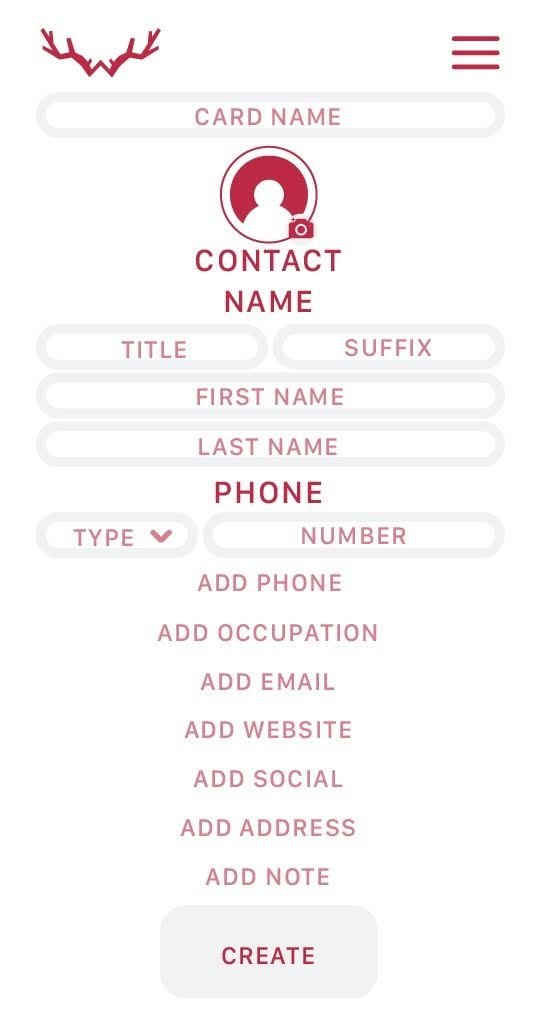 CARD NAME
CONTACT
NAME
TITLE
SUFFIX
FIRST NAME
LAST NAME
PHONE
TYPE
NUMBER
ADD PHONE
ADD OCCUPATION
ADD EMAIL
ADD WEBSITE
ADD SOCIAL
ADD ADDRESS
ADD NOTE
CREATE